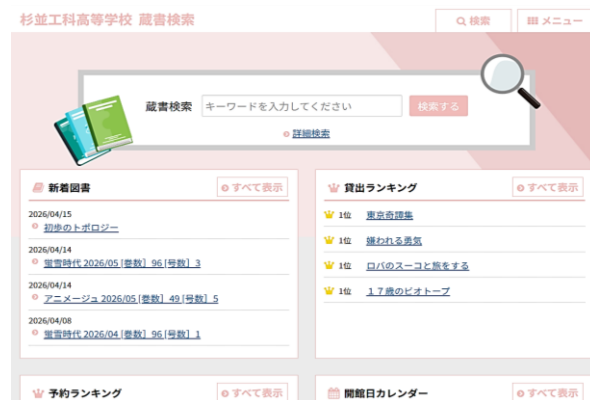 杉並工科高等学校 蔵書検索
検索
メニュー
蔵書検索
キーワードを入力してください
検索する
詳細検索
新着図書
すべて表示
2026/04/15
初歩のトポロジー
2026/04/14
蛍雪時代 2026/05 [巻数] 96 [号数] 3
2026/04/14
アニメージュ 2026/05 [巻数] 49 [号数] 5
2026/04/08
蛍雪時代 2026/04 [巻数] 96 [号数] 1
貸出ランキング
すべて表示
1位 東京奇譚集
1位 嫌われる勇気
1位 ロバのスーコと旅をする
1位 １７歳のビオトープ
予約ランキング
すべて表示
開館日カレンダー
すべて表示